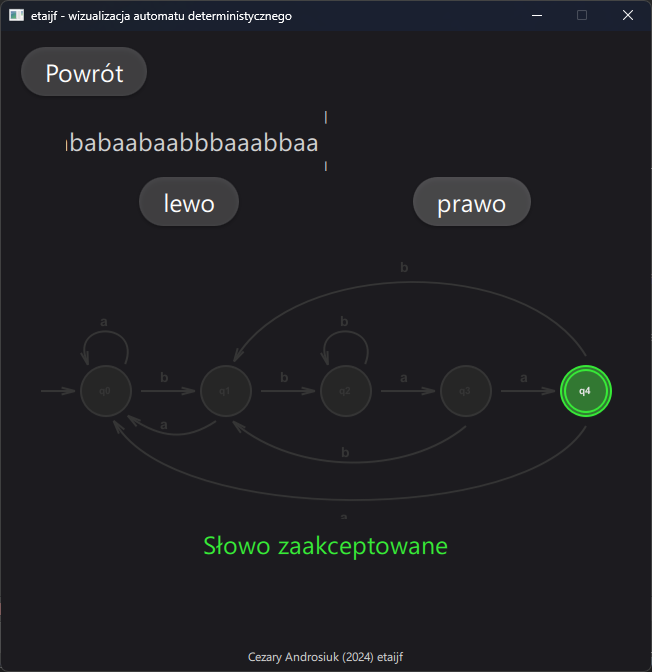 etaijf - wizualizacja automatu deterministycznego
Powrót
babaabaabbbaaabbaa
lewo prawo
b
a b
q0 b q1 b q2 a q3 a q4
a
b
a
Słowo zaakceptowane
Cezary Androsiuk (2024) etaijf